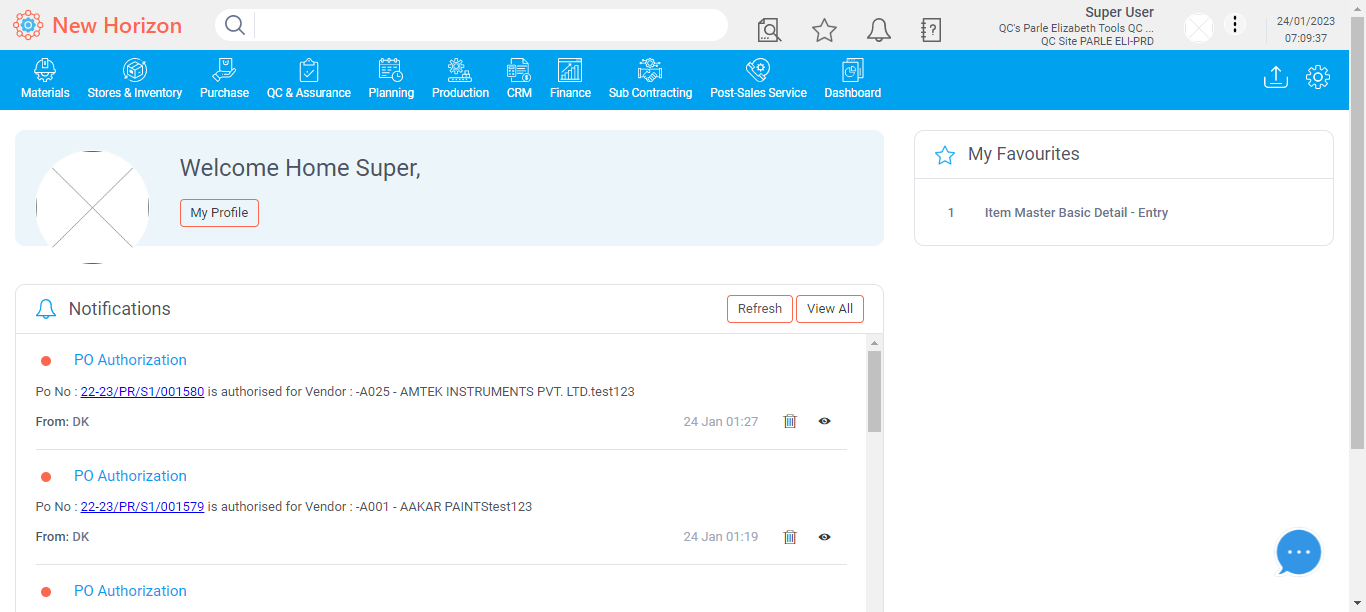 New Horizon
Super User
QC's Parle Elizabeth Tools QC ...
QC Site PARLE ELI-PRD
24/01/2023
07:09:37
Materials
Stores & Inventory
Purchase
QC & Assurance
Planning
Production
CRM
Finance
Sub Contracting
Post-Sales Service
Dashboard
Welcome Home Super,
My Profile
My Favourites
1 Item Master Basic Detail - Entry
Notifications
Refresh
View All
PO Authorization
Po No : 22-23/PR/S1/001580 is authorised for Vendor : -A025 - AMTEK INSTRUMENTS PVT. LTD.test123
From: DK 24 Jan 01:27
PO Authorization
Po No : 22-23/PR/S1/001579 is authorised for Vendor : -A001 - AAKAR PAINTStest123
From: DK 24 Jan 01:19
PO Authorization